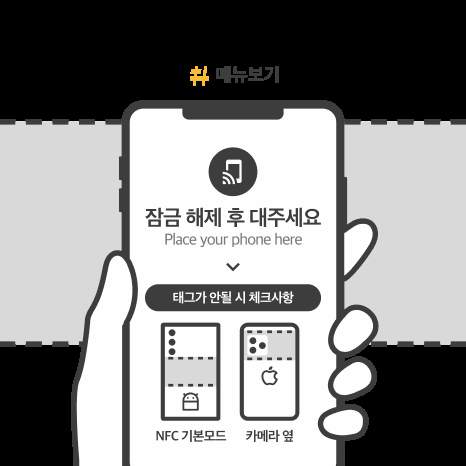 # 메뉴보기
잠금 해제 후 대주세요
Place your phone here
태그가 안될 시 체크사항
NFC 기본모드
카메라 옆